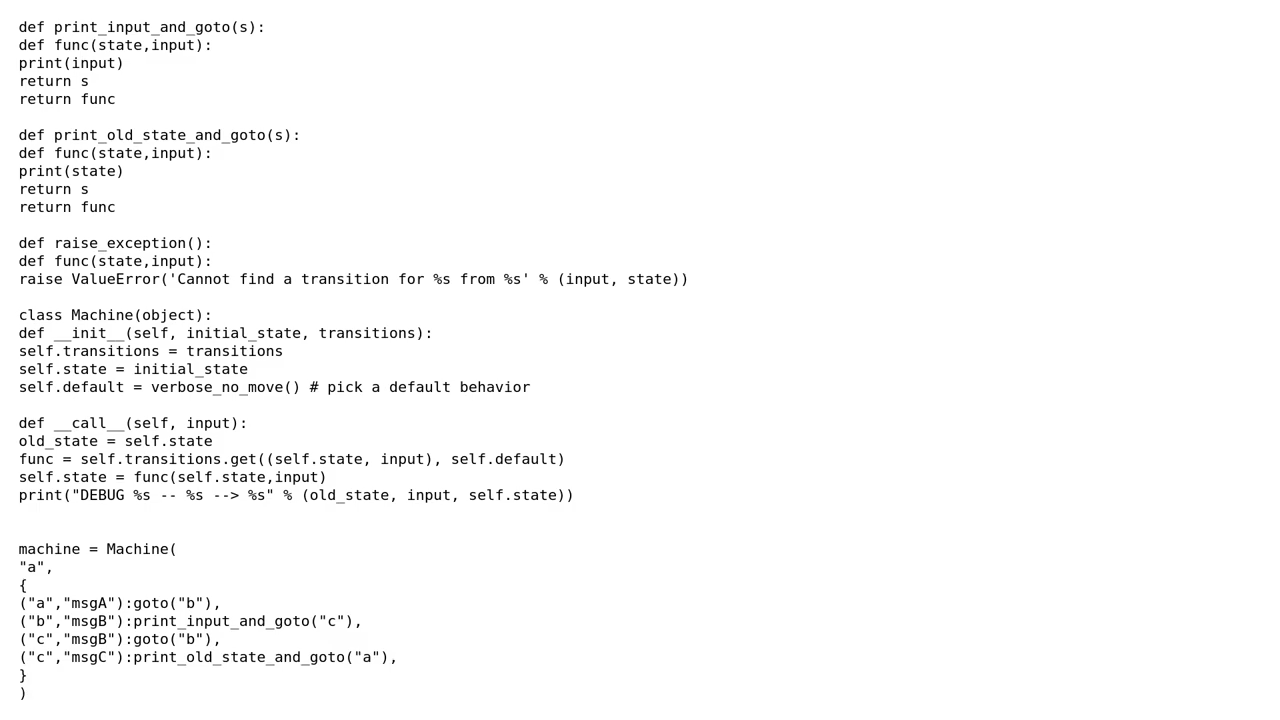 def print_input_and_goto(s):
def func(state,input):
print(input)
return s
return func

def print_old_state_and_goto(s):
def func(state,input):
print(state)
return s
return func

def raise_exception():
def func(state,input):
raise ValueError('Cannot find a transition for %s from %s' % (input, state))

class Machine(object):
def __init__(self, initial_state, transitions):
self.transitions = transitions
self.state = initial_state
self.default = verbose_no_move() # pick a default behavior

def __call__(self, input):
old_state = self.state
func = self.transitions.get((self.state, input), self.default)
self.state = func(self.state,input)
print("DEBUG %s -- %s --> %s" % (old_state, input, self.state))


machine = Machine(
"a",
{
("a","msgA"):goto("b"),
("b","msgB"):print_input_and_goto("c"),
("c","msgB"):goto("b"),
("c","msgC"):print_old_state_and_goto("a"),
}
)